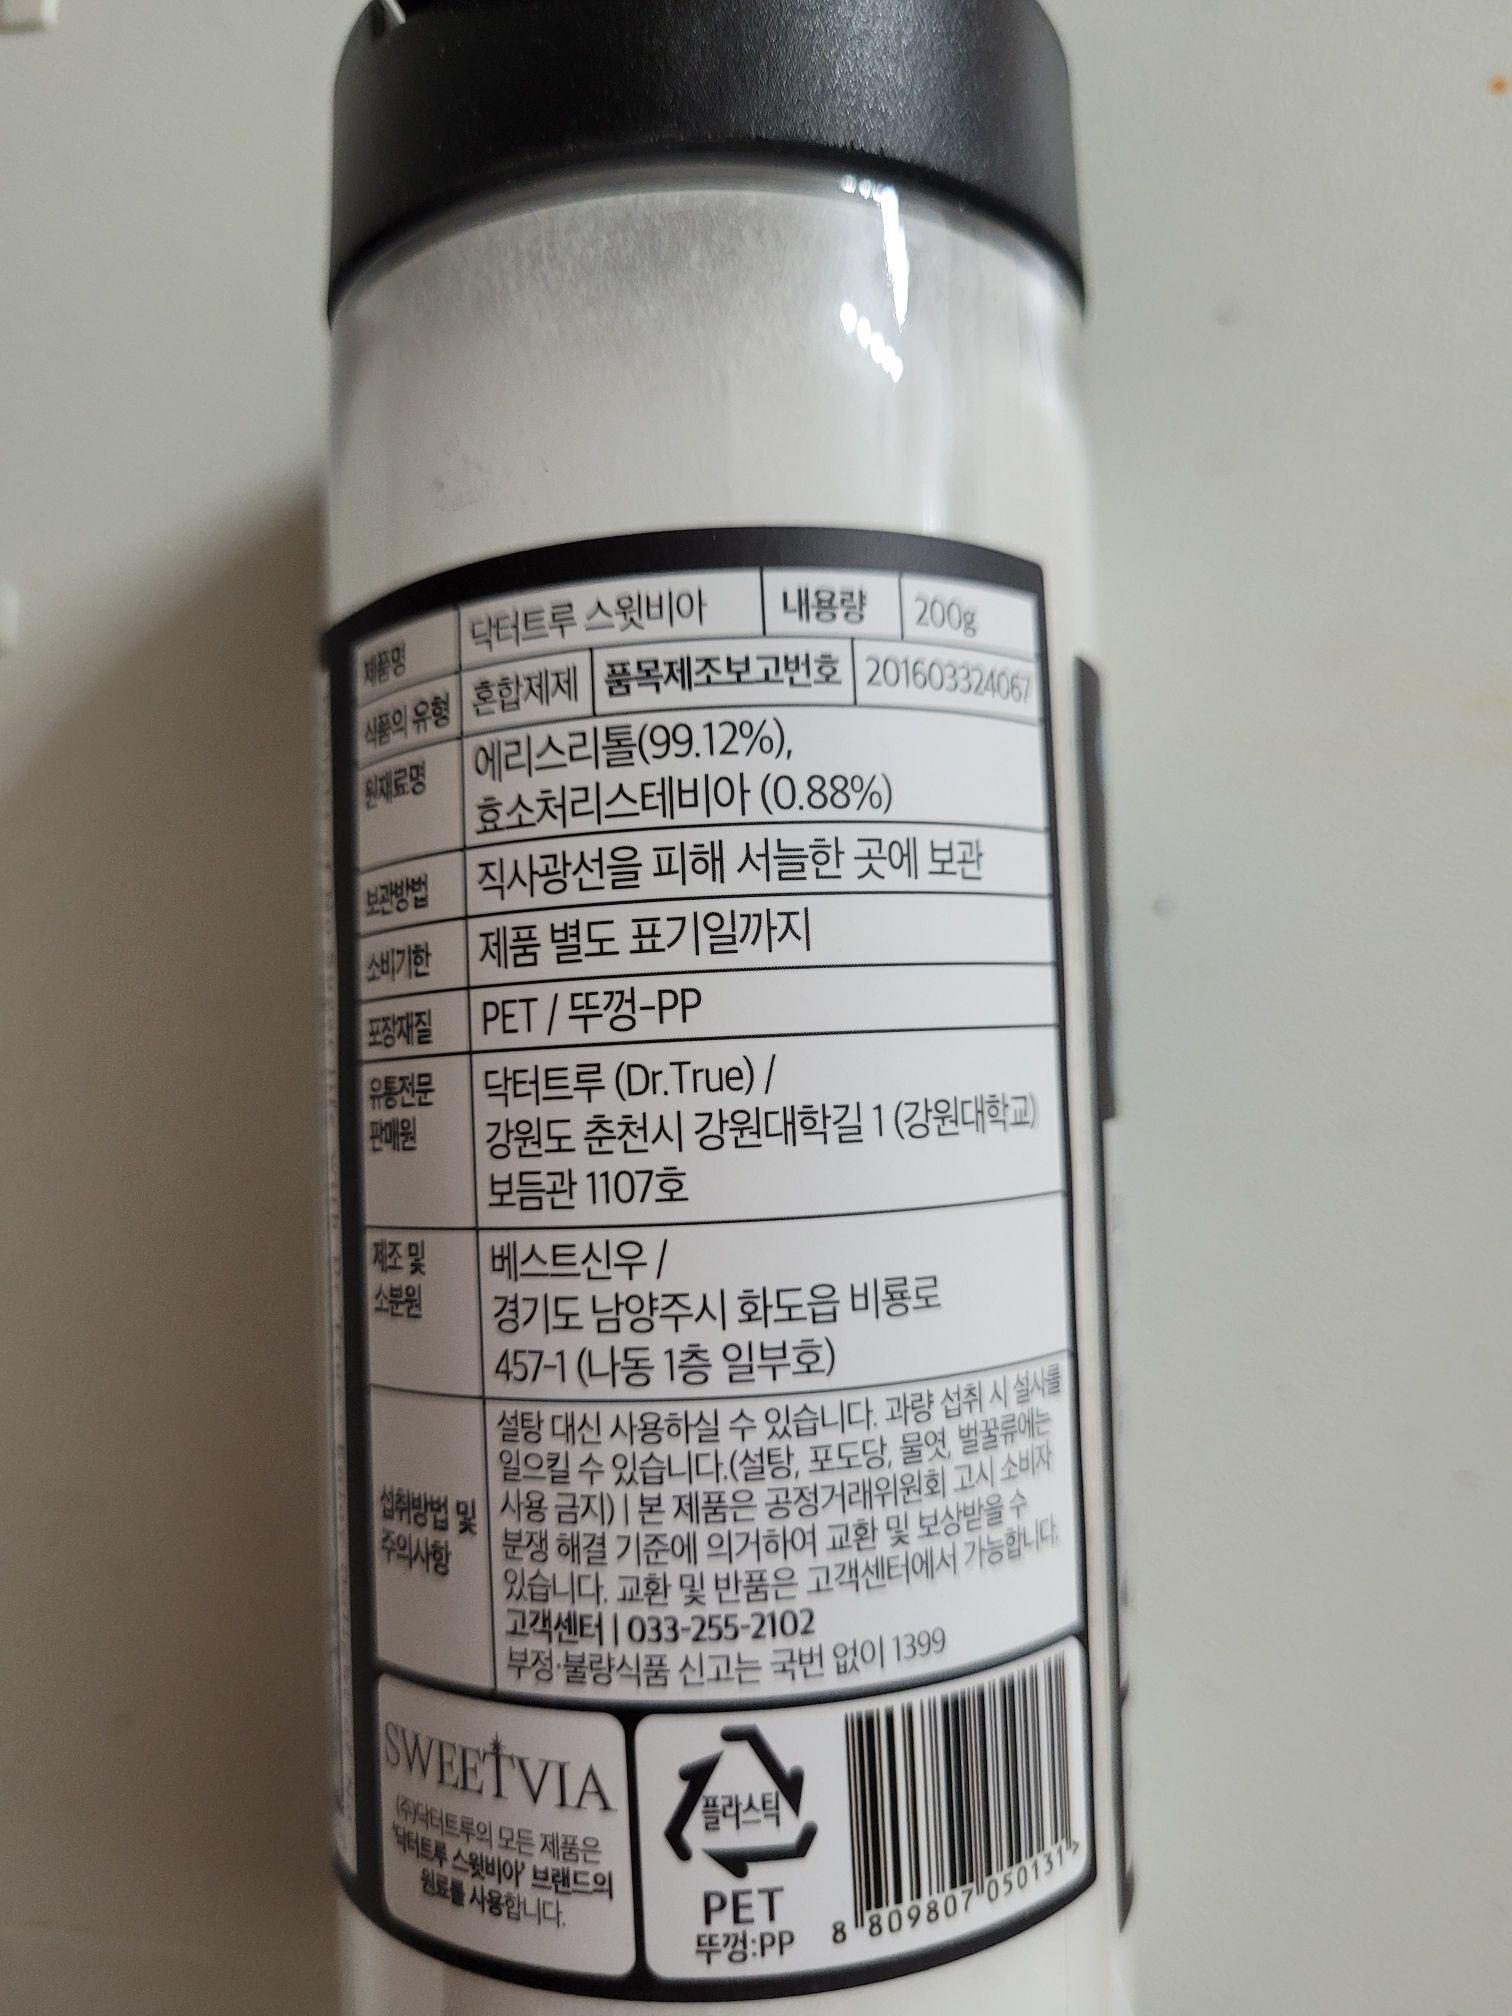 제품명 닥터트루 스윗비아 내용량 200g
식품의 유형 혼합제제 품목제조보고번호 201603324067
원재료명 에리스리톨(99.12%),
효소처리스테비아 (0.88%)
보관방법 직사광선을 피해 서늘한 곳에 보관
소비기한 제품 별도 표기일까지
포장재질 PET / 뚜껑-PP
유통전문
판매원
닥터트루 (Dr.True) /
강원도 춘천시 강원대학길 1 (강원대학교)
보듬관 1107호
제조 및
소분원
베스트신우 /
경기도 남양주시 화도읍 비룡로
457-1 (나동 1층 일부호)
섭취방법 및
주의사항
설탕 대신 사용하실 수 있습니다. 과량 섭취 시 설사를
일으킬 수 있습니다.(설탕, 포도당, 물엿, 벌꿀류에는
사용 금지) | 본 제품은 공정거래위원회 고시 소비자
분쟁 해결 기준에 의거하여 교환 및 보상받을 수
있습니다. 교환 및 반품은 고객센터에서 가능합니다.
고객센터 | 033-255-2102
부정·불량식품 신고는 국번 없이 1399
SWEETVIA
(주)닥터트루의 모든 제품은
'닥터트루 스윗비아' 브랜드의
원료를 사용합니다.
플라스틱
PET
뚜껑:PP
8 809807 050131 >